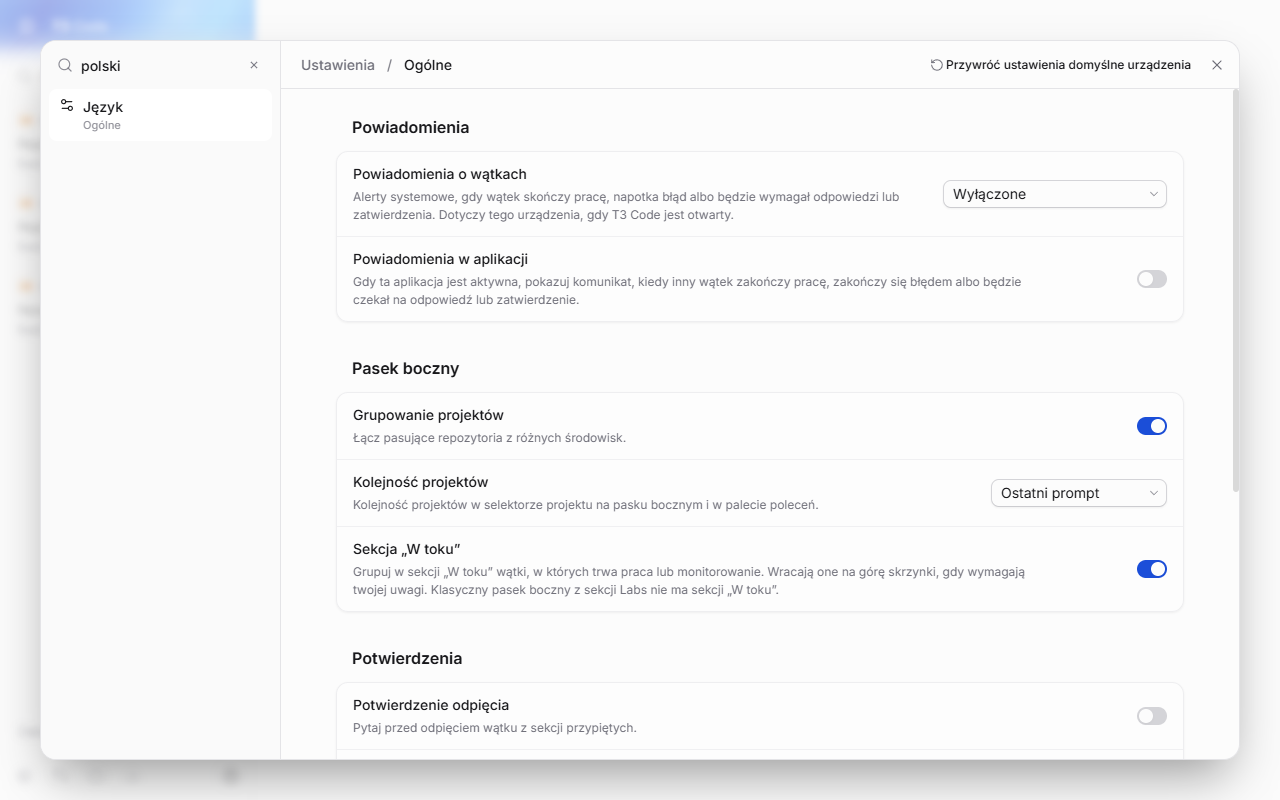 polski
Język
Ogólne
Ustawienia / Ogólne
Przywróć ustawienia domyślne urządzenia
Powiadomienia
Powiadomienia o wątkach
Alerty systemowe, gdy wątek skończy pracę, napotka błąd albo będzie wymagał odpowiedzi lub
zatwierdzenia. Dotyczy tego urządzenia, gdy T3 Code jest otwarty.
Wyłączone
Powiadomienia w aplikacji
Gdy ta aplikacja jest aktywna, pokazuj komunikat, kiedy inny wątek zakończy pracę, zakończy się błędem albo będzie
czekał na odpowiedź lub zatwierdzenie.
Pasek boczny
Grupowanie projektów
Łącz pasujące repozytoria z różnych środowisk.
Kolejność projektów
Kolejność projektów w selektorze projektu na pasku bocznym i w palecie poleceń.
Ostatni prompt
Sekcja „W toku”
Grupuj w sekcji „W toku” wątki, w których trwa praca lub monitorowanie. Wracają one na górę skrzynki, gdy wymagają
twojej uwagi. Klasyczny pasek boczny z sekcji Labs nie ma sekcji „W toku”.
Potwierdzenia
Potwierdzenie odpięcia
Pytaj przed odpięciem wątku z sekcji przypiętych.